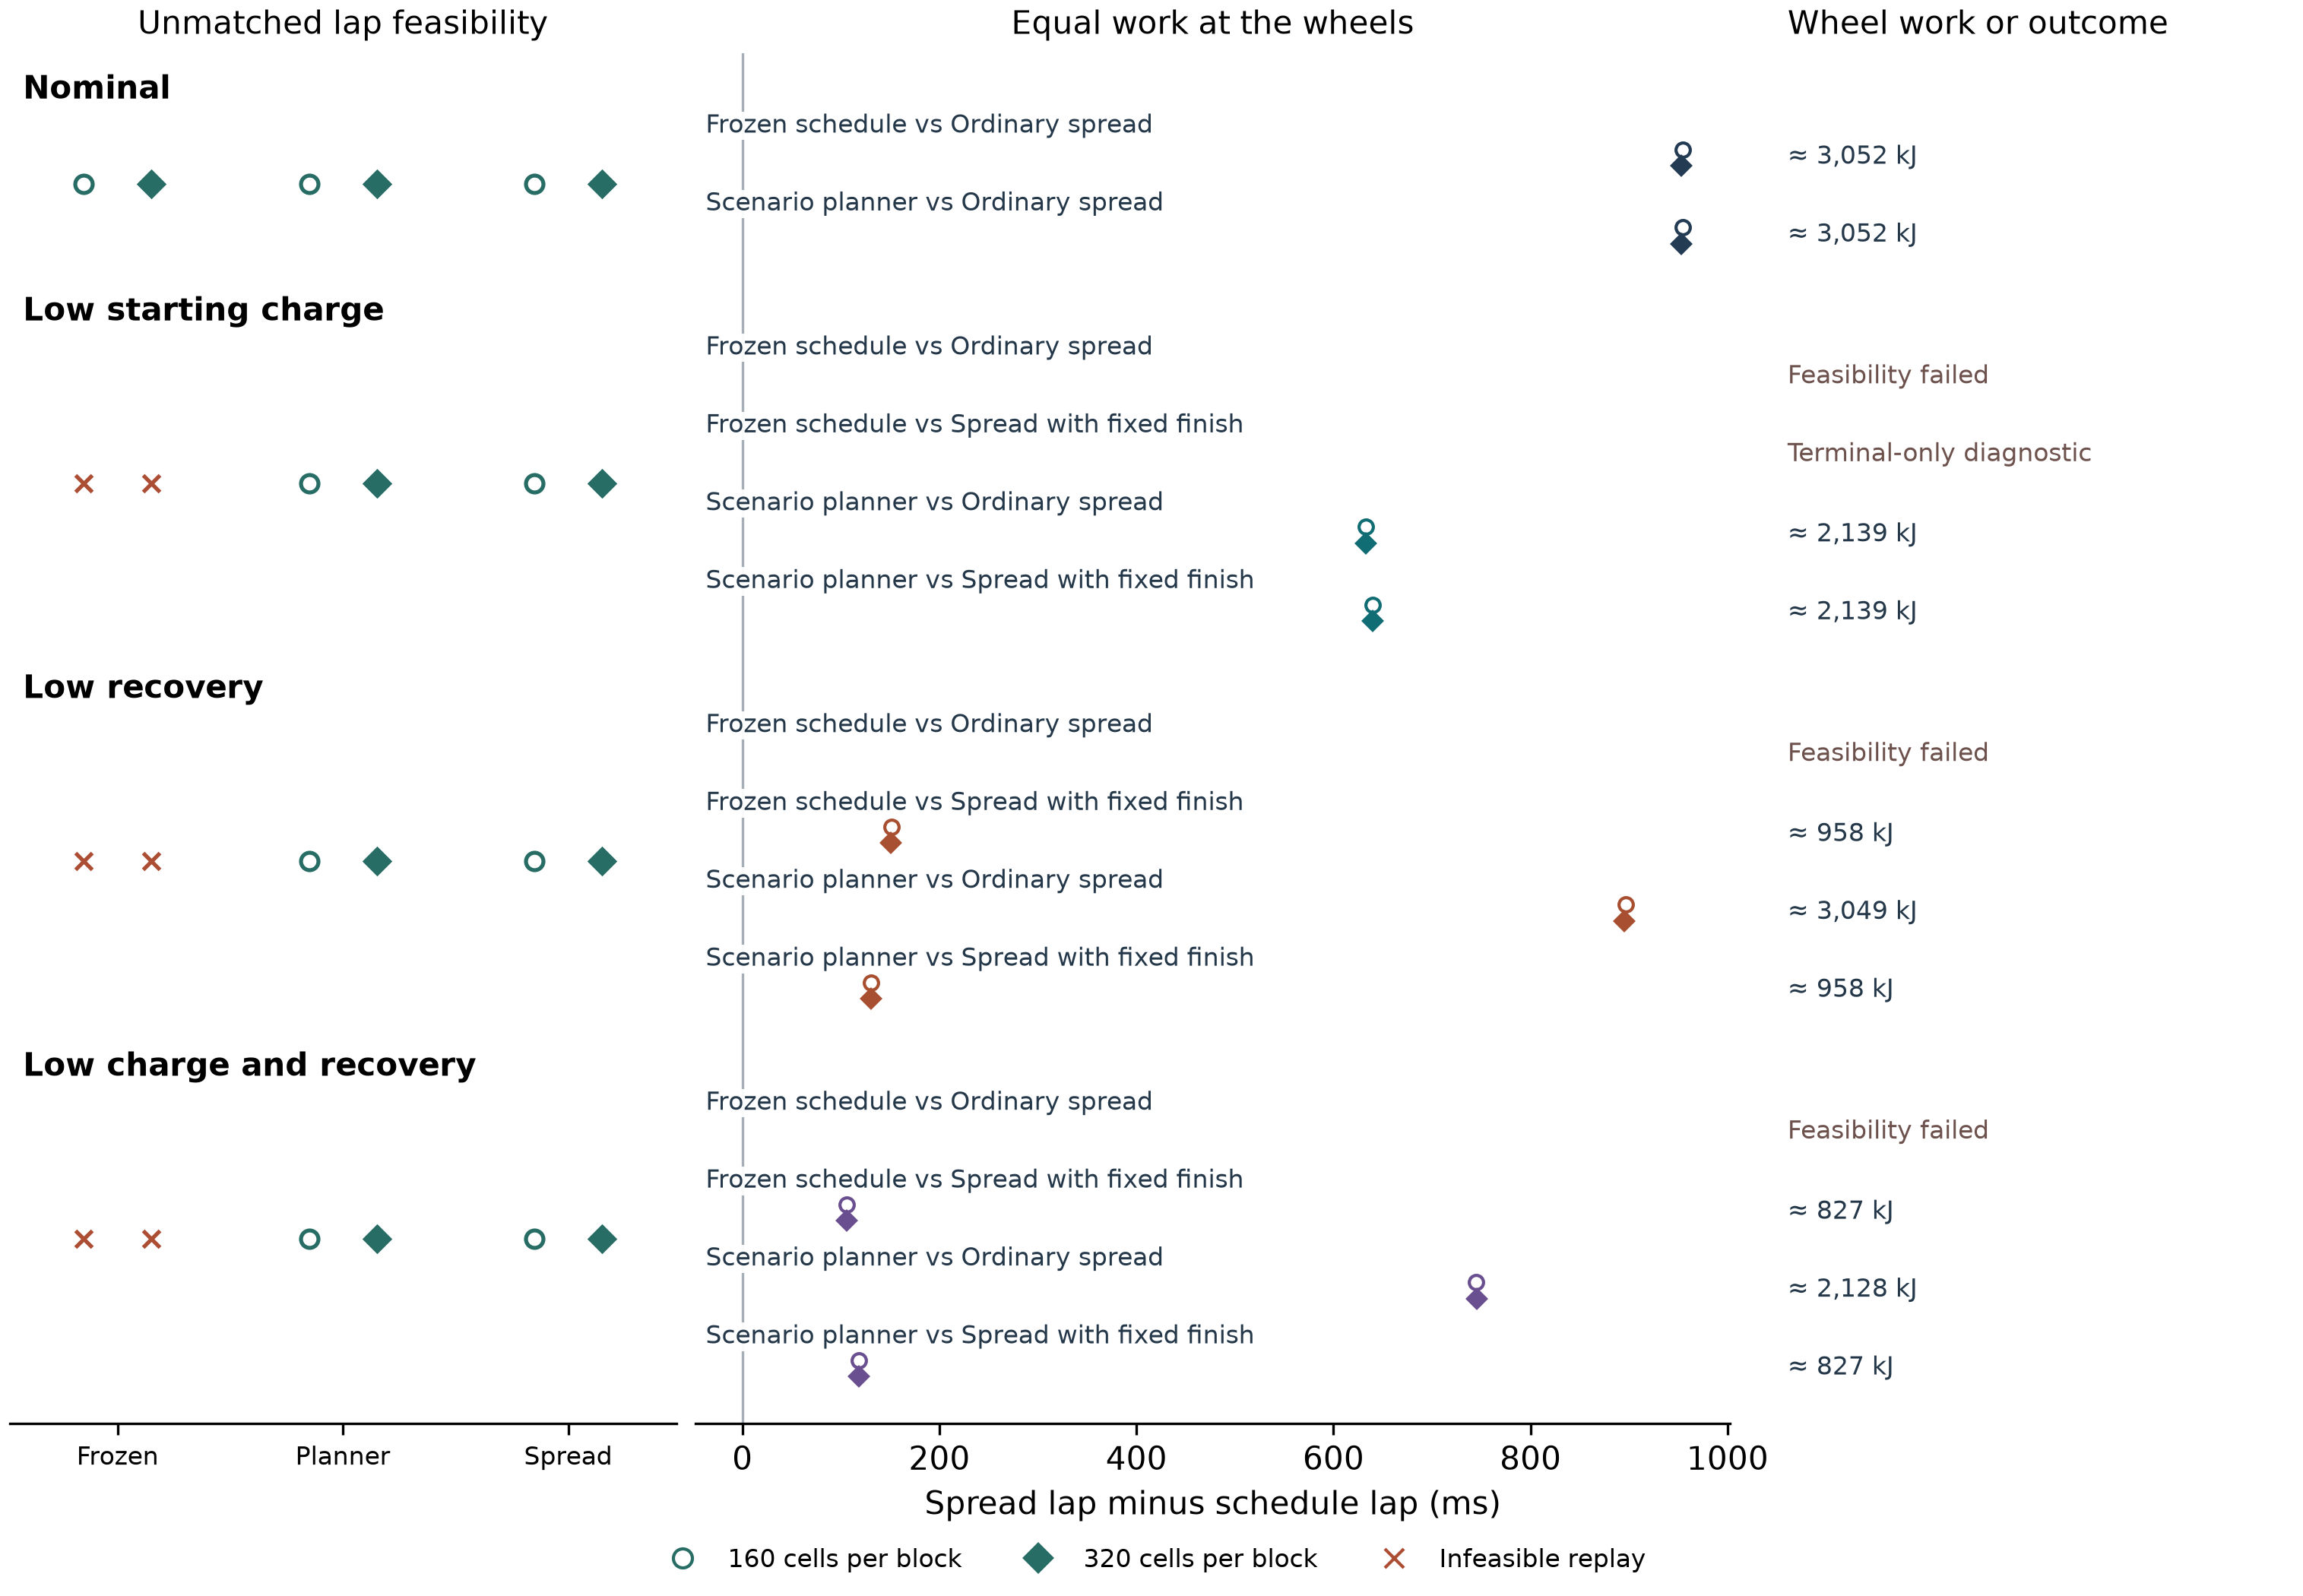 Unmatched lap feasibility
Equal work at the wheels
Wheel work or outcome
Nominal
Frozen schedule vs Ordinary spread
≈ 3,052 kJ
Scenario planner vs Ordinary spread
≈ 3,052 kJ
Low starting charge
Frozen schedule vs Ordinary spread
Feasibility failed
Frozen schedule vs Spread with fixed finish
Terminal-only diagnostic
Scenario planner vs Ordinary spread
≈ 2,139 kJ
Scenario planner vs Spread with fixed finish
≈ 2,139 kJ
Low recovery
Frozen schedule vs Ordinary spread
Feasibility failed
Frozen schedule vs Spread with fixed finish
≈ 958 kJ
Scenario planner vs Ordinary spread
≈ 3,049 kJ
Scenario planner vs Spread with fixed finish
≈ 958 kJ
Low charge and recovery
Frozen schedule vs Ordinary spread
Feasibility failed
Frozen schedule vs Spread with fixed finish
≈ 827 kJ
Scenario planner vs Ordinary spread
≈ 2,128 kJ
Scenario planner vs Spread with fixed finish
≈ 827 kJ
Frozen Planner Spread
0 200 400 600 800 1000
Spread lap minus schedule lap (ms)
160 cells per block 320 cells per block Infeasible replay